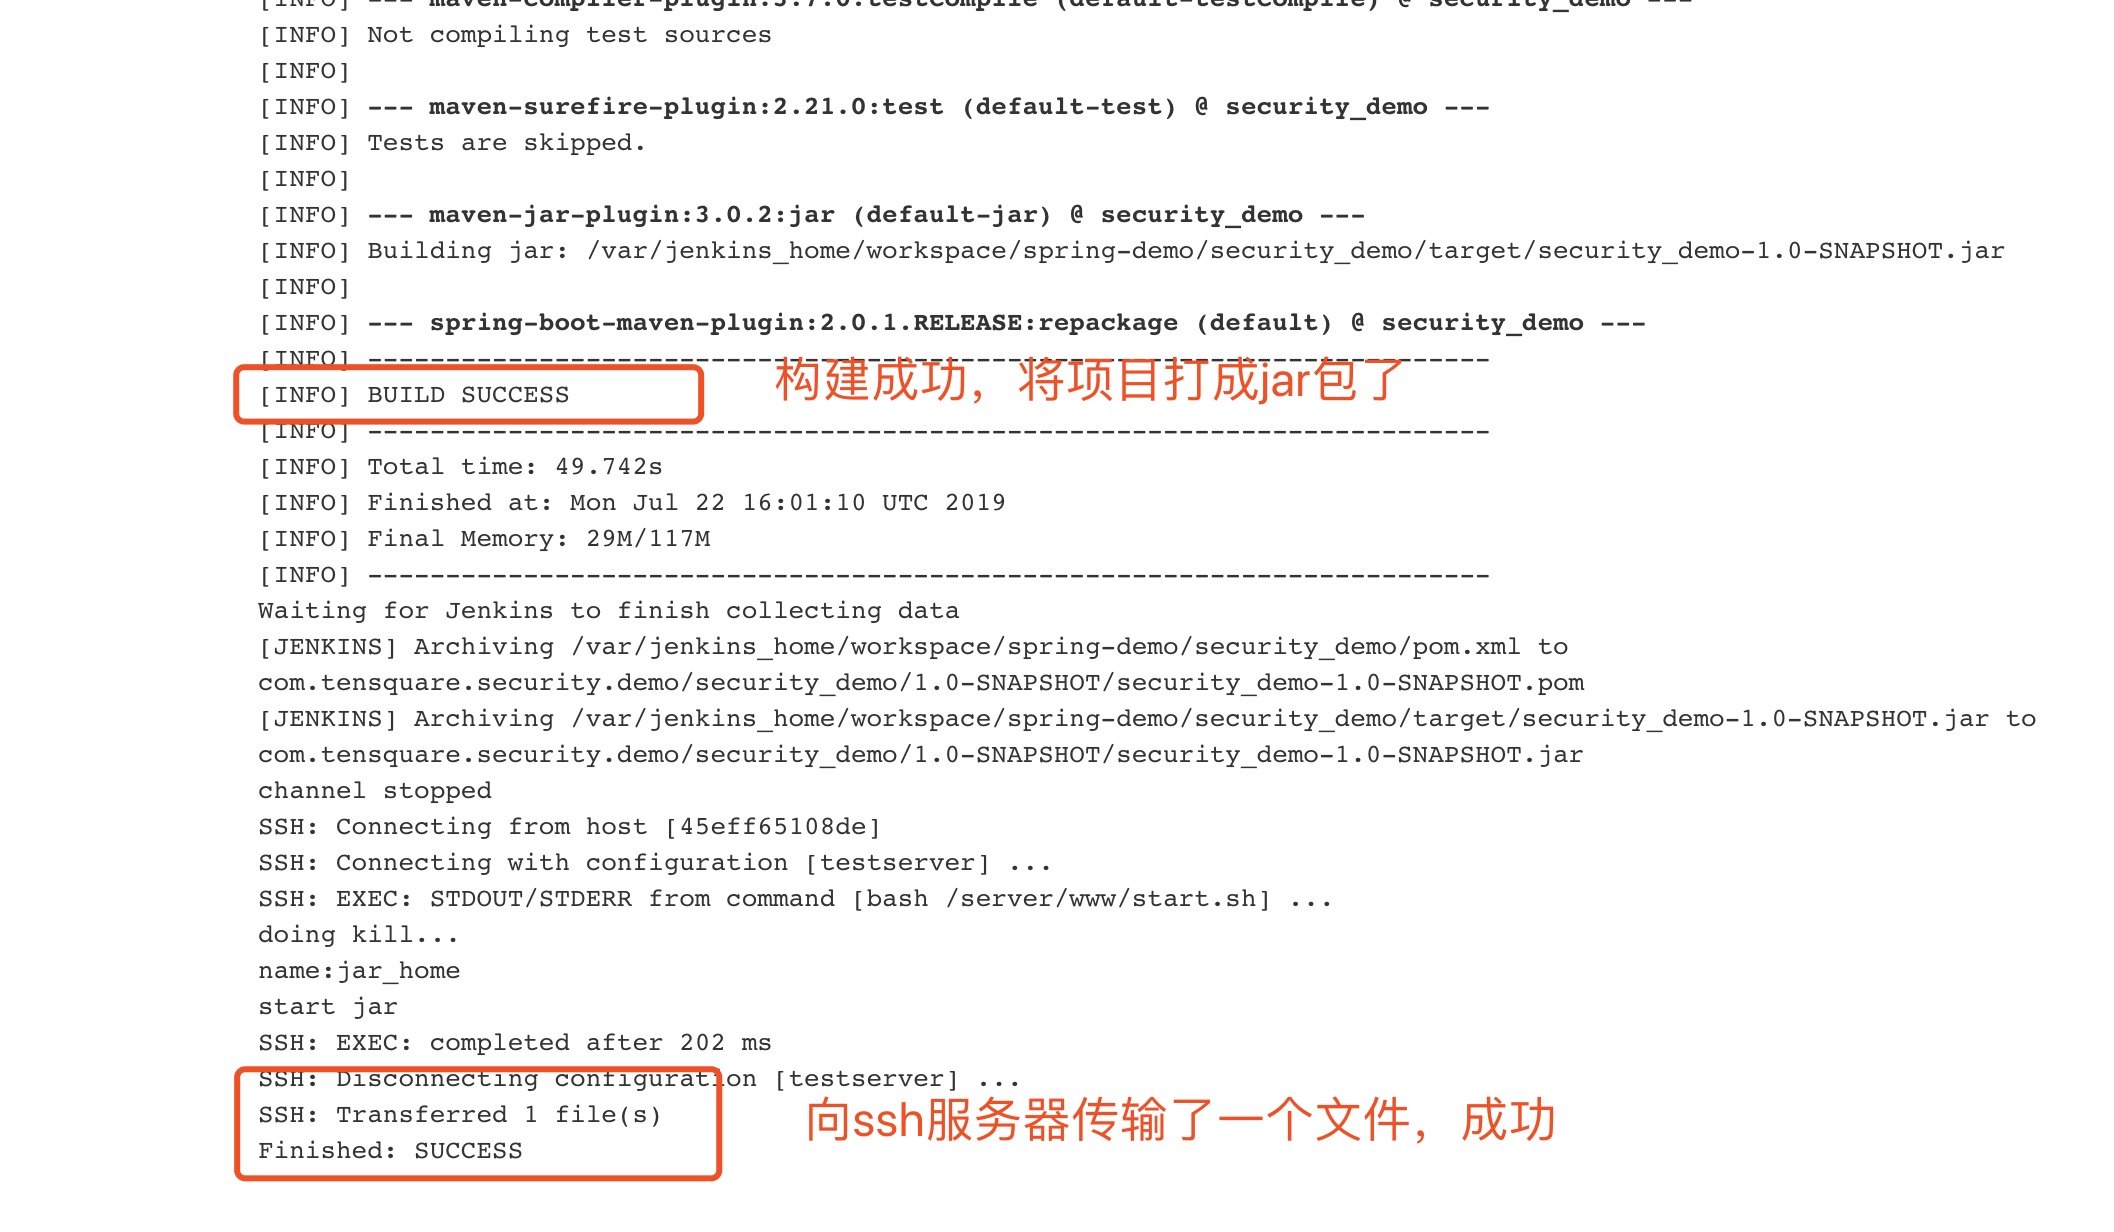 [INFO] --- maven-compiler-plugin:3.7.0:testCompile (default-testCompile) @ security_demo ---
[INFO] Not compiling test sources
[INFO]
[INFO] --- maven-surefire-plugin:2.21.0:test (default-test) @ security_demo ---
[INFO] Tests are skipped.
[INFO]
[INFO] --- maven-jar-plugin:3.0.2:jar (default-jar) @ security_demo ---
[INFO] Building jar: /var/jenkins_home/workspace/spring-demo/security_demo/target/security_demo-1.0-SNAPSHOT.jar
[INFO]
[INFO] --- spring-boot-maven-plugin:2.0.1.RELEASE:repackage (default) @ security_demo ---
[INFO] ------------------------------------------------------------------------
[INFO] BUILD SUCCESS
构建成功，将项目打成jar包了
[INFO] ------------------------------------------------------------------------
[INFO] Total time: 49.742s
[INFO] Finished at: Mon Jul 22 16:01:10 UTC 2019
[INFO] Final Memory: 29M/117M
[INFO] ------------------------------------------------------------------------
Waiting for Jenkins to finish collecting data
[JENKINS] Archiving /var/jenkins_home/workspace/spring-demo/security_demo/pom.xml to
com.tensquare.security.demo/security_demo/1.0-SNAPSHOT/security_demo-1.0-SNAPSHOT.pom
[JENKINS] Archiving /var/jenkins_home/workspace/spring-demo/security_demo/target/security_demo-1.0-SNAPSHOT.jar to
com.tensquare.security.demo/security_demo/1.0-SNAPSHOT/security_demo-1.0-SNAPSHOT.jar
channel stopped
SSH: Connecting from host [45eff65108de]
SSH: Connecting with configuration [testserver] ...
SSH: EXEC: STDOUT/STDERR from command [bash /server/www/start.sh] ...
doing kill...
name:jar_home
start jar
SSH: EXEC: completed after 202 ms
SSH: Disconnecting configuration [testserver] ...
SSH: Transferred 1 file(s)
向ssh服务器传输了一个文件，成功
Finished: SUCCESS